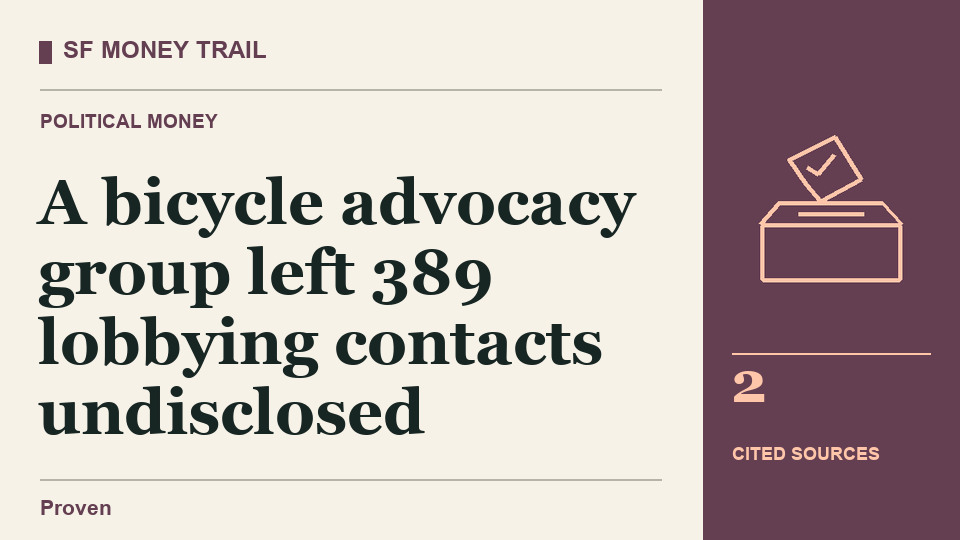 SF MONEY TRAIL
POLITICAL MONEY
A bicycle advocacy
group left 389
lobbying contacts
undisclosed
Proven
2
CITED SOURCES